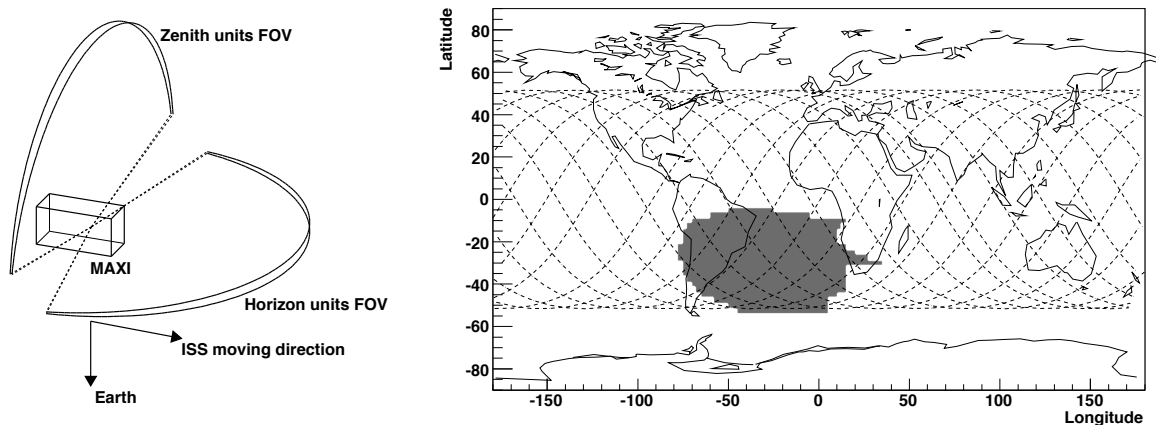 Zenith units FOV
MAXI
Horizon units FOV
ISS moving direction
Earth
Latitude
80
60
40
20
0
-20
-40
-60
-80
-150 -100 -50 0 50 100 150
Longitude